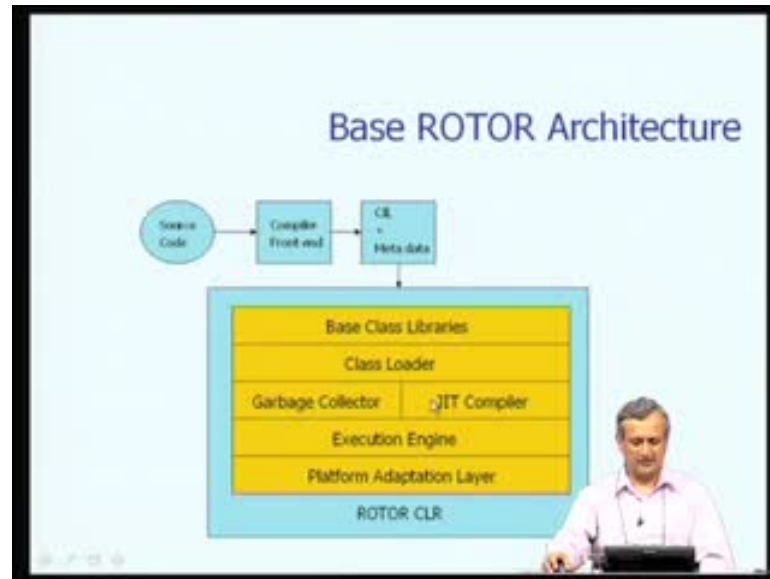 Base ROTOR Architecture
Source
Code
Compile
Front end
CIL
+
Meta data
Base Class Libraries
Class Loader
Garbage Collector
JIT Compiler
Execution Engine
Platform Adaptation Layer
ROTOR CLR